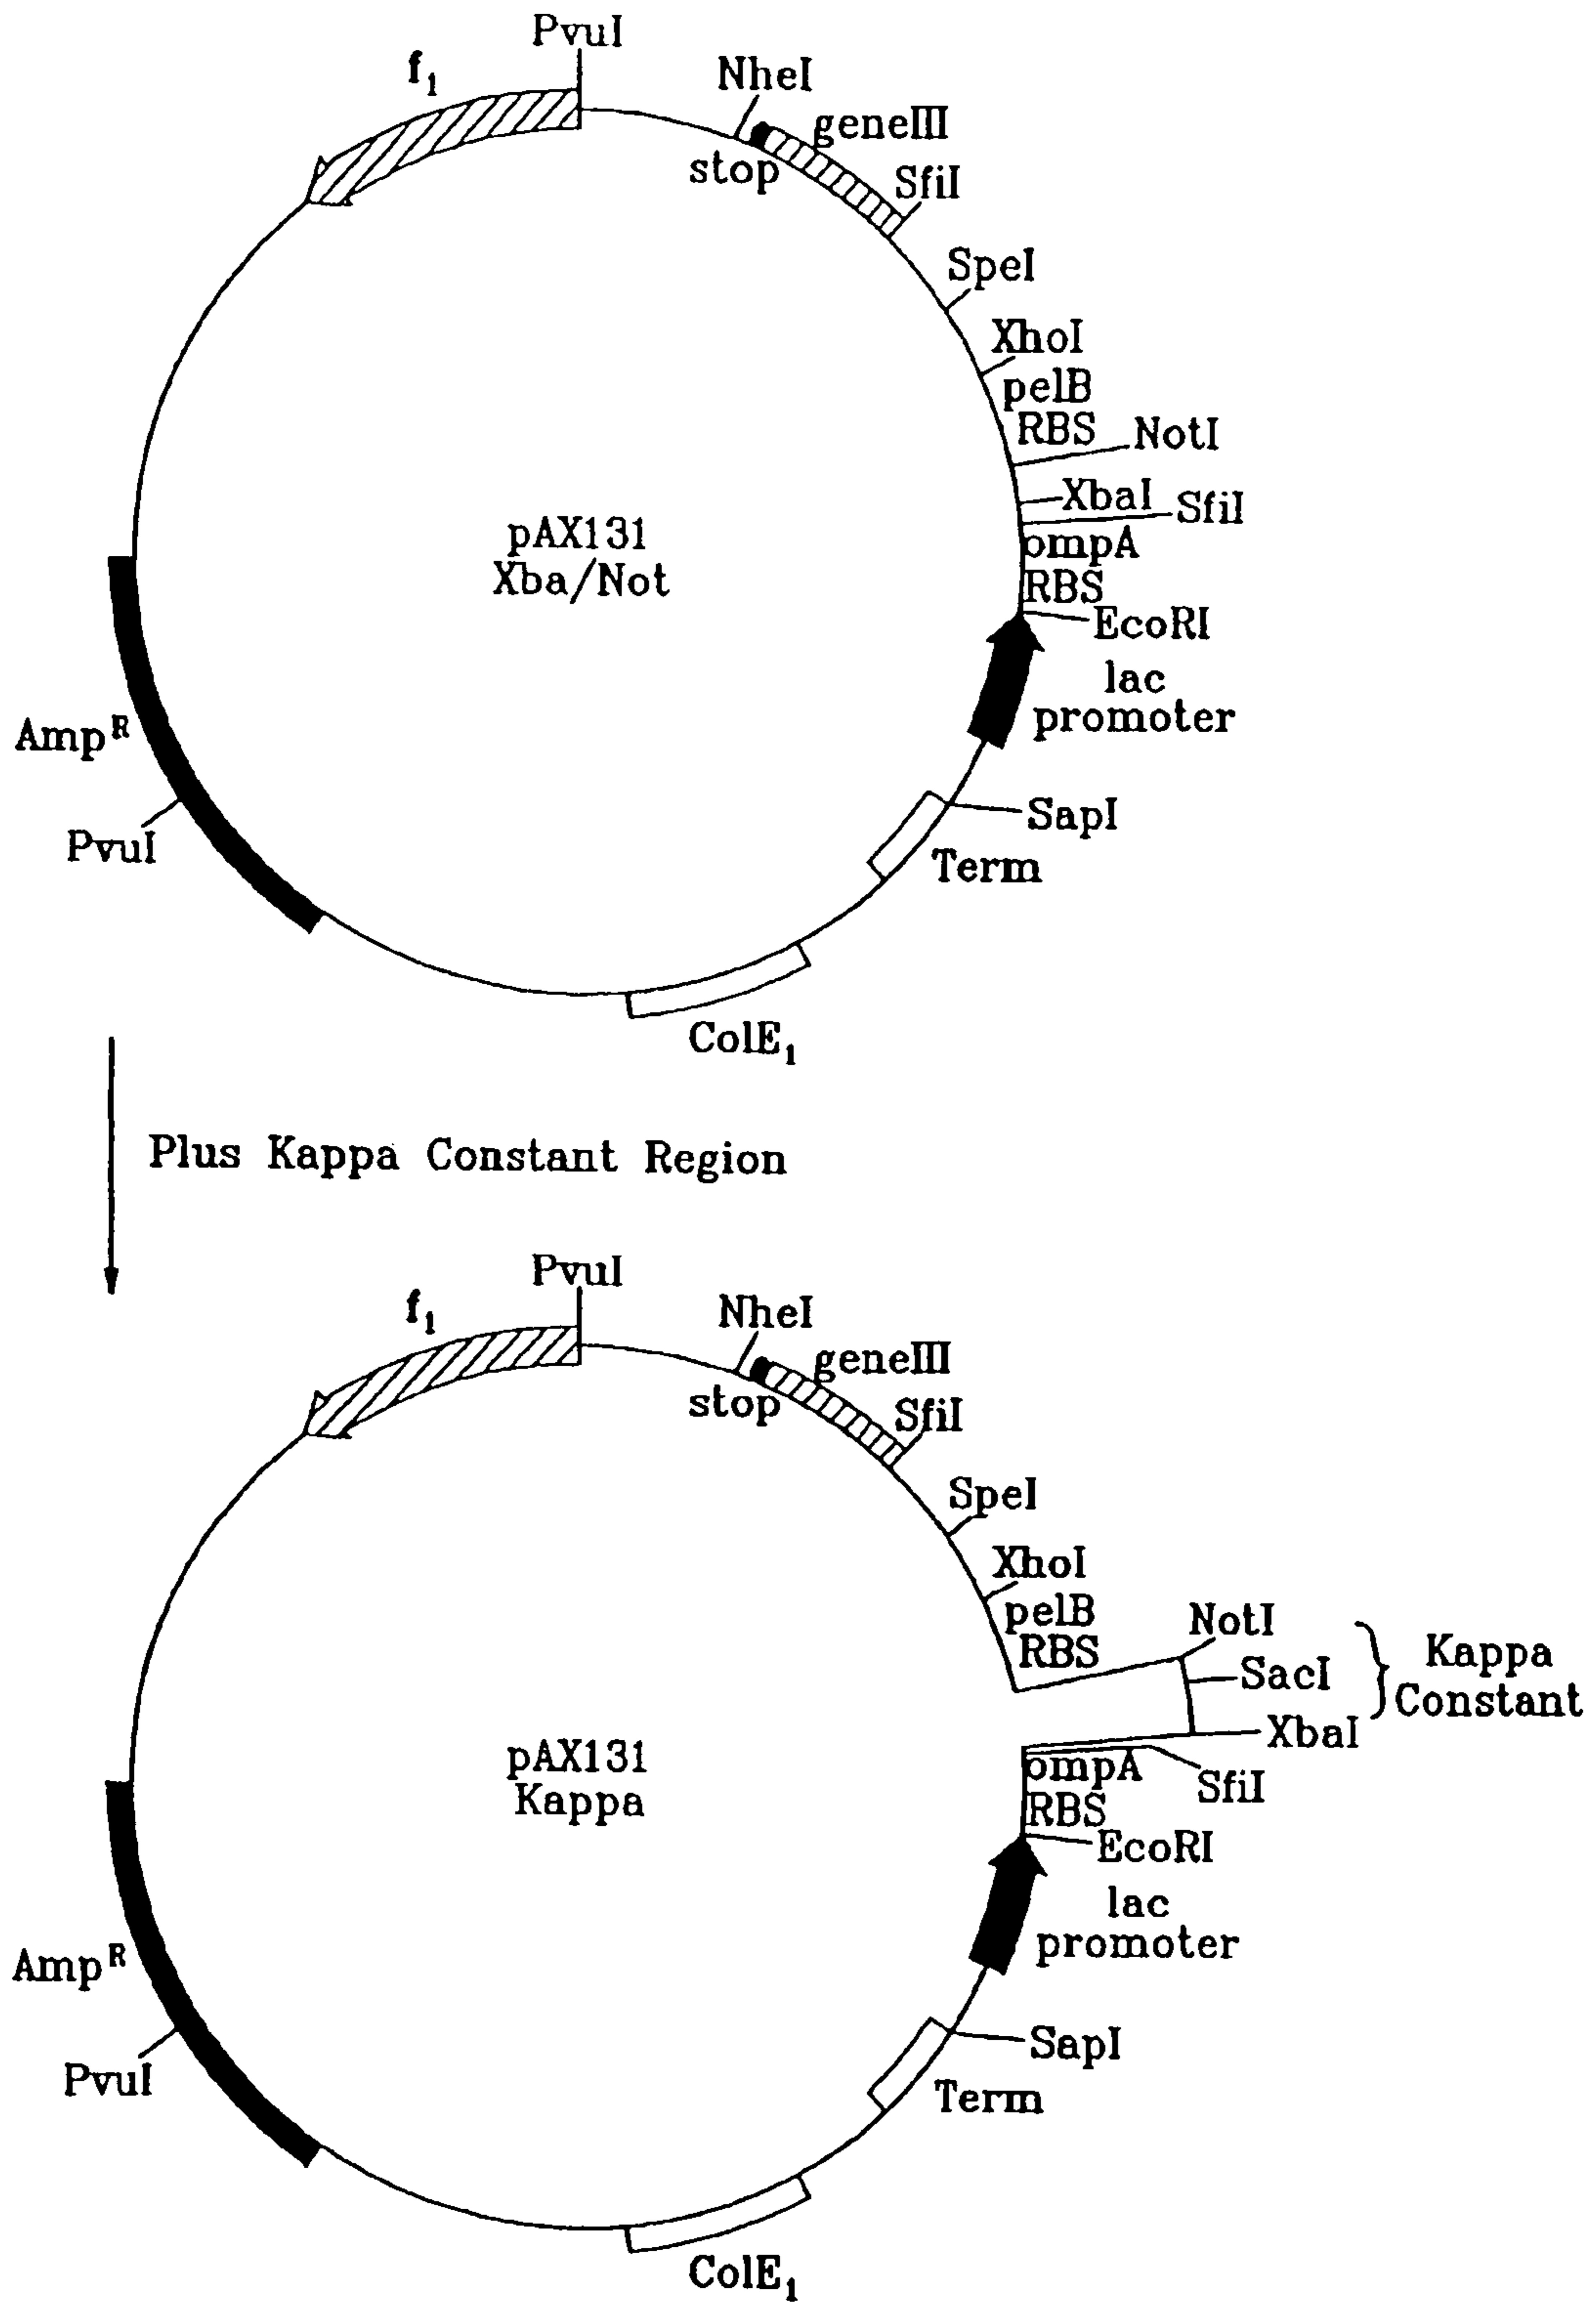 PvuI
f1
NheI
geneIII
stop
SfiI
SpeI
XhoI
pelB
RBS
NotI
XbaI
SfiI
ompA
RBS
EcoRI
lac
promoter
pAX131
Xba/Not
AmpR
PvuI
SapI
Term
ColE1
Plus Kappa Constant Region
PvuI
f1
NheI
geneIII
stop
SfiI
SpeI
XhoI
pelB
RBS
NotI
SacI
Kappa
Constant
XbaI
ompA
SfiI
RBS
EcoRI
lac
promoter
pAX131
Kappa
AmpR
PvuI
SapI
Term
ColE1